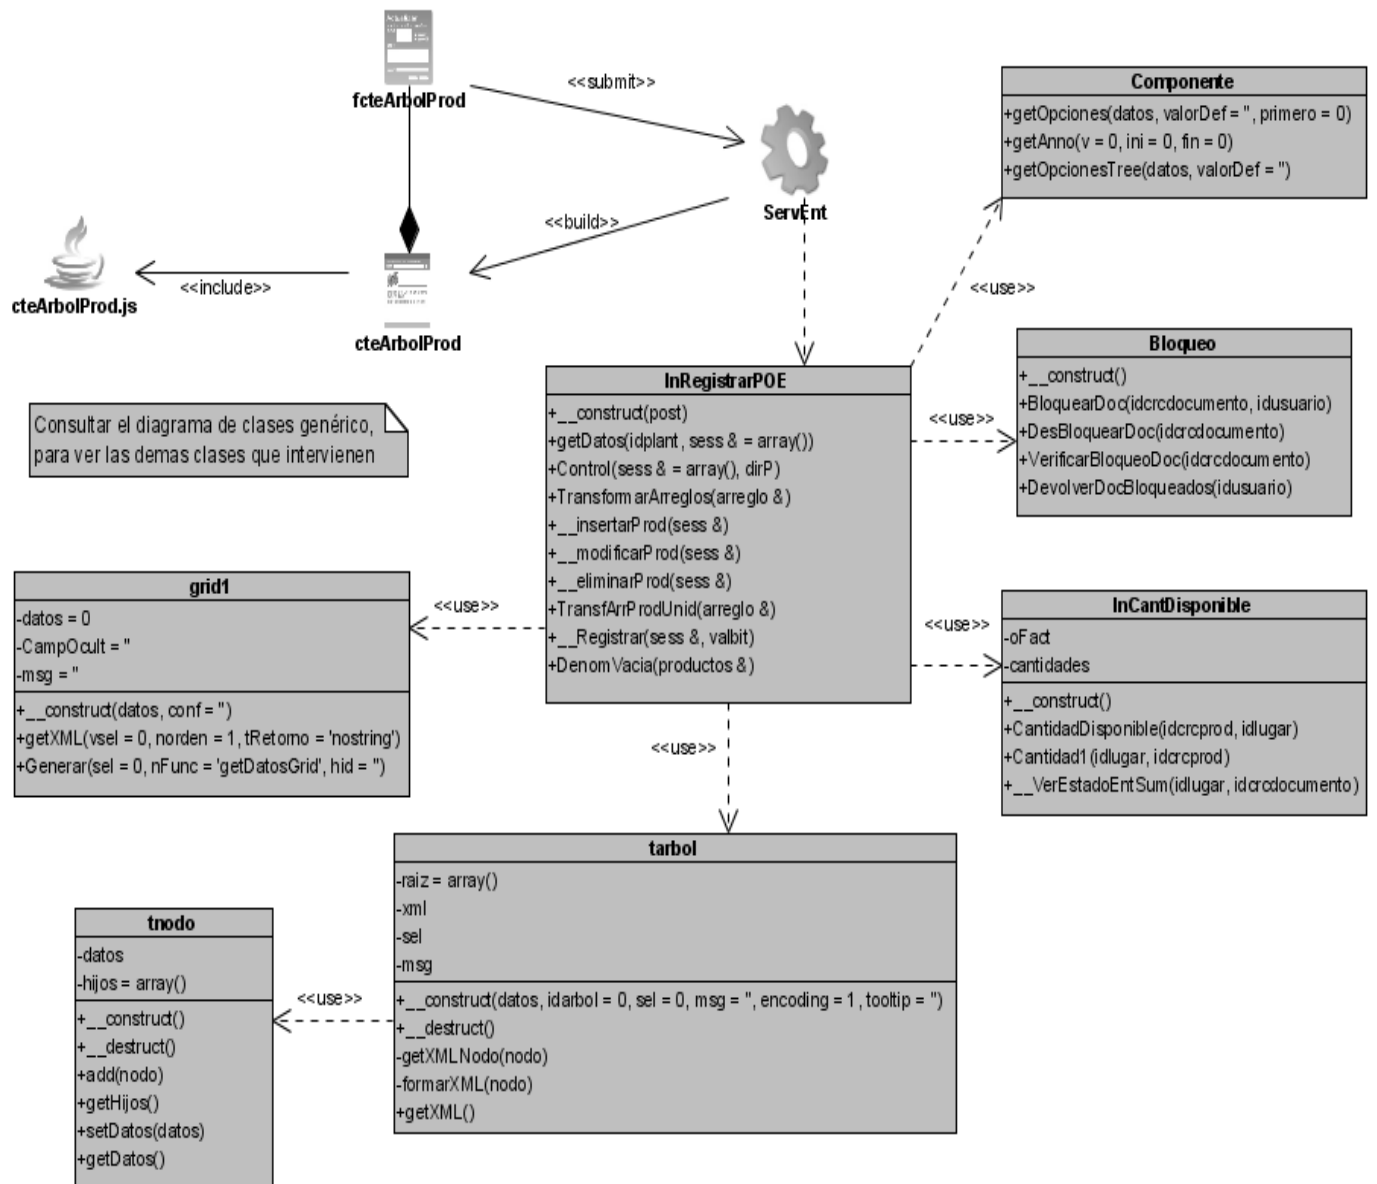 fcteArbolProd
<<submit>>
ServEnt
<<build>>
cteArbolProd.js
<<include>>
cteArbolProd
Consultar el diagrama de clases genérico,
para ver las demas clases que intervienen
Componente
+getOpciones(datos, valorDef = '', primero = 0)
+getAnno(v = 0, ini = 0, fin = 0)
+getOpcionesTree(datos, valorDef = '')
<<use>>
InRegistrarPOE
+__construct(post)
+getDatos(idplant, sess & = array())
+Control(sess & = array(), dirP)
+TransformarArreglos(arreglo &)
+__insertarProd(sess &)
+__modificarProd(sess &)
+__eliminarProd(sess &)
+TransfArrProdUnid(arreglo &)
+__Registrar(sess &, valbit)
+DenomVacia(productos &)
<<use>>
Bloqueo
+__construct()
+BloquearDoc(idcrcdocumento, idusuario)
+DesBloquearDoc(idcrcdocumento)
+VerificarBloqueoDoc(idcrcdocumento)
+DevolverDocBloqueados(idusuario)
grid1
-datos = 0
-CampOcult = ''
-msg = ''
+__construct(datos, conf = '')
+getXML(vsel = 0, norden = 1, tRetorno = 'nostring')
+Generar(sel = 0, nFunc = 'getDatosGrid', hid = '')
<<use>>
<<use>>
InCantDisponible
-oFact
-cantidades
+__construct()
+CantidadDisponible(idcrcprod, idlugar)
+Cantidad1(idlugar, idcrcprod)
+__VerEstadoEntSum(idlugar, idcrcdocumento)
<<use>>
tarbol
-raiz = array()
-xml
-sel
-msg
+__construct(datos, idarbol = 0, sel = 0, msg = '', encoding = 1, tooltip = '')
+__destruct()
-getXMLNodo(nodo)
-formarXML(nodo)
+getXML()
<<use>>
tnodo
-datos
-hijos = array()
+__construct()
+__destruct()
+add(nodo)
+getHijos()
+setDatos(datos)
+getDatos()